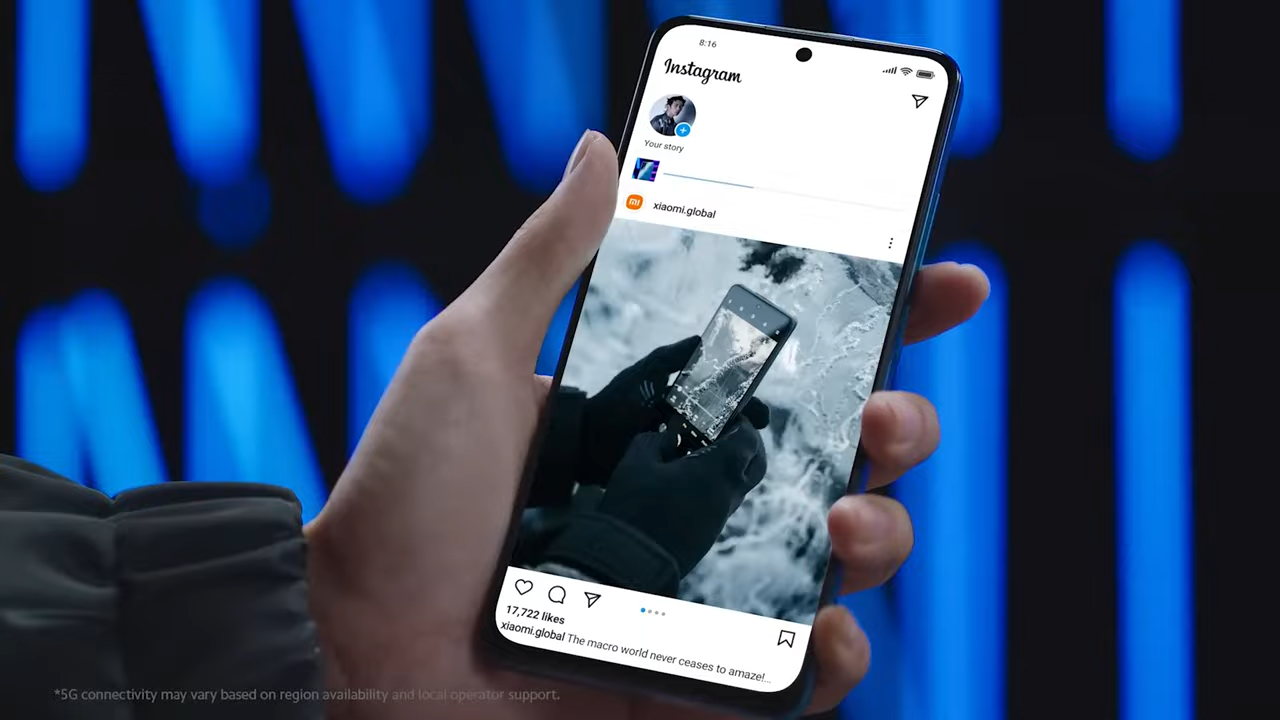 8:16
Instagram
Your story
mi
xiaomi.global
17,722 likes
xiaomi.global The macro world never ceases to amaze!...
*5G connectivity may vary based on region availability and local operator support.